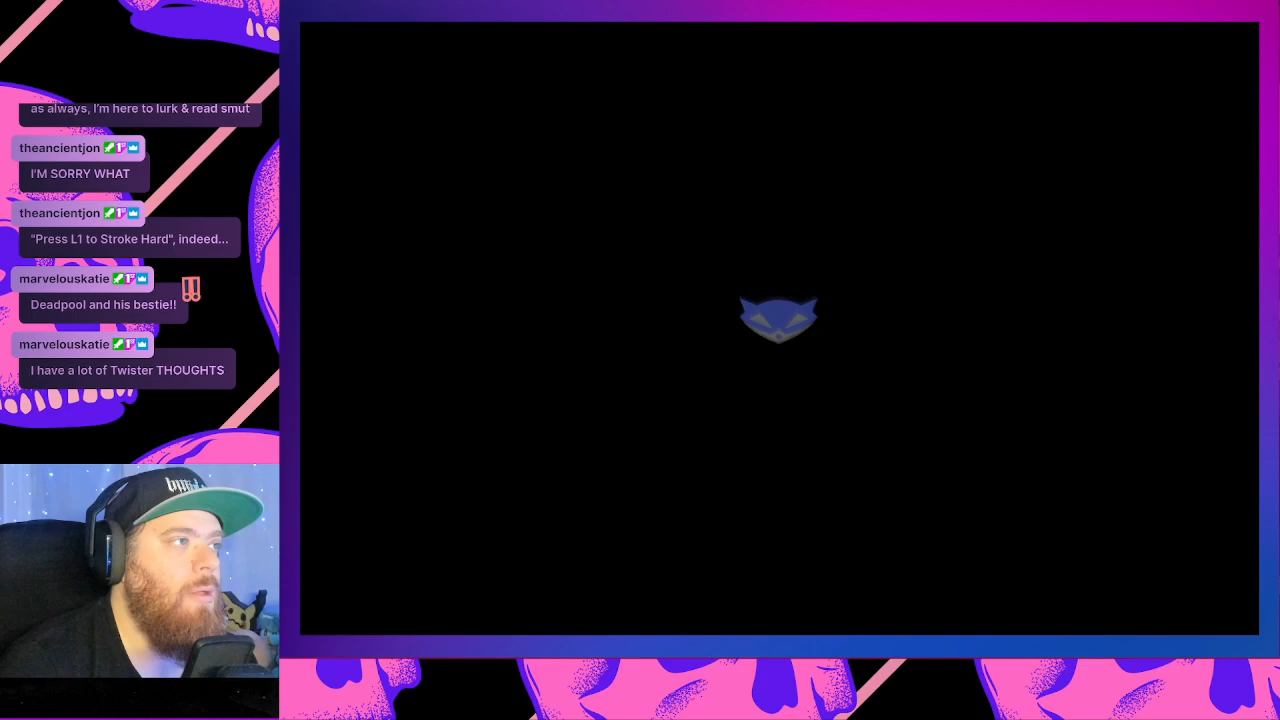 as always, I'm here to lurk & read smut
theancientjon
I'M SORRY WHAT
theancientjon
"Press L1 to Stroke Hard", indeed...
marvelouskatie
Deadpool and his bestie!!
marvelouskatie
I have a lot of Twister THOUGHTS